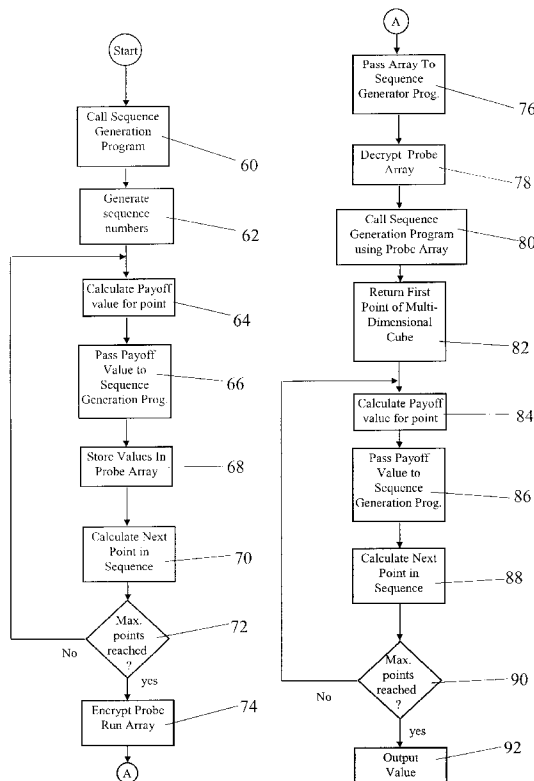 Start
Call Sequence
Generation
Program
60
Generate
sequence
numbers
62
Calculate Payoff
value for point
64
Pass Payoff
Value to Sequence
Generation Prog.
66
Store Values In
Probe Array
68
Calculate Next
Point in
Sequence
70
Max.
points
reached
?
72
No
yes
Encrypt Probe
Run Array
74
A
A
Pass Array To
Sequence
Generator Prog.
76
Decrypt Probe
Array
78
Call Sequence
Generation Program
using Probe Array
80
Return First
Point of Multi-
Dimensional
Cube
82
Calculate Payoff
value for point
84
Pass Payoff
Value to
Sequence
Generation Prog.
86
Calculate Next
Point in
Sequence
88
Max.
points
reached
?
90
No
yes
Output
Value
92